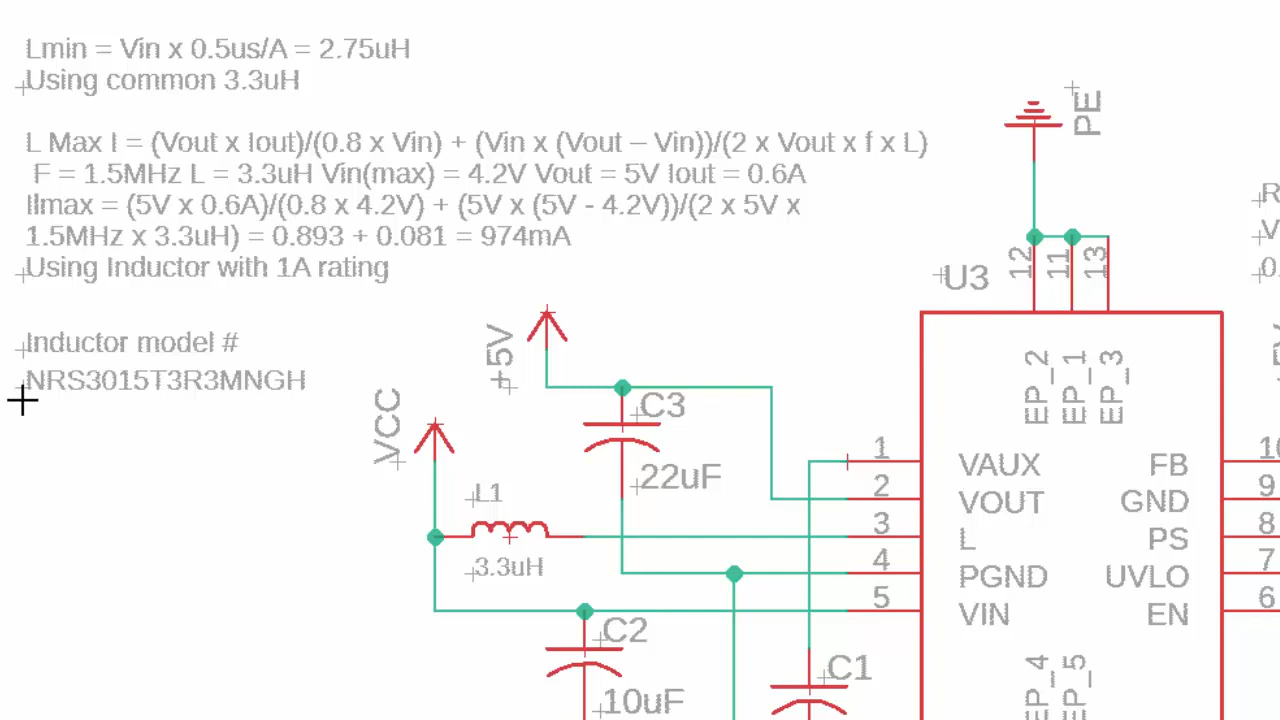 Lmin = Vin x 0.5us/A = 2.75uH
Using common 3.3uH
L Max I = (Vout x Iout)/(0.8 x Vin) + (Vin x (Vout – Vin))/(2 x Vout x f x L)
F = 1.5MHz L = 3.3uH Vin(max) = 4.2V Vout = 5V Iout = 0.6A
Ilmax = (5V x 0.6A)/(0.8 x 4.2V) + (5V x (5V - 4.2V))/(2 x 5V x
1.5MHz x 3.3uH) = 0.893 + 0.081 = 974mA
Using Inductor with 1A rating
Inductor model #
NRS3015T3R3MNGH
PE
12
11
13
U3
EP_2
EP_1
EP_3
+5V
VCC
C3
22uF
L1
3.3uH
C2
10uF
C1
1
2
3
4
5
VAUX
VOUT
L
PGND
VIN
FB
GND
PS
UVLO
EN
10
9
8
7
6
EP_4
EP_5
R
V
0.